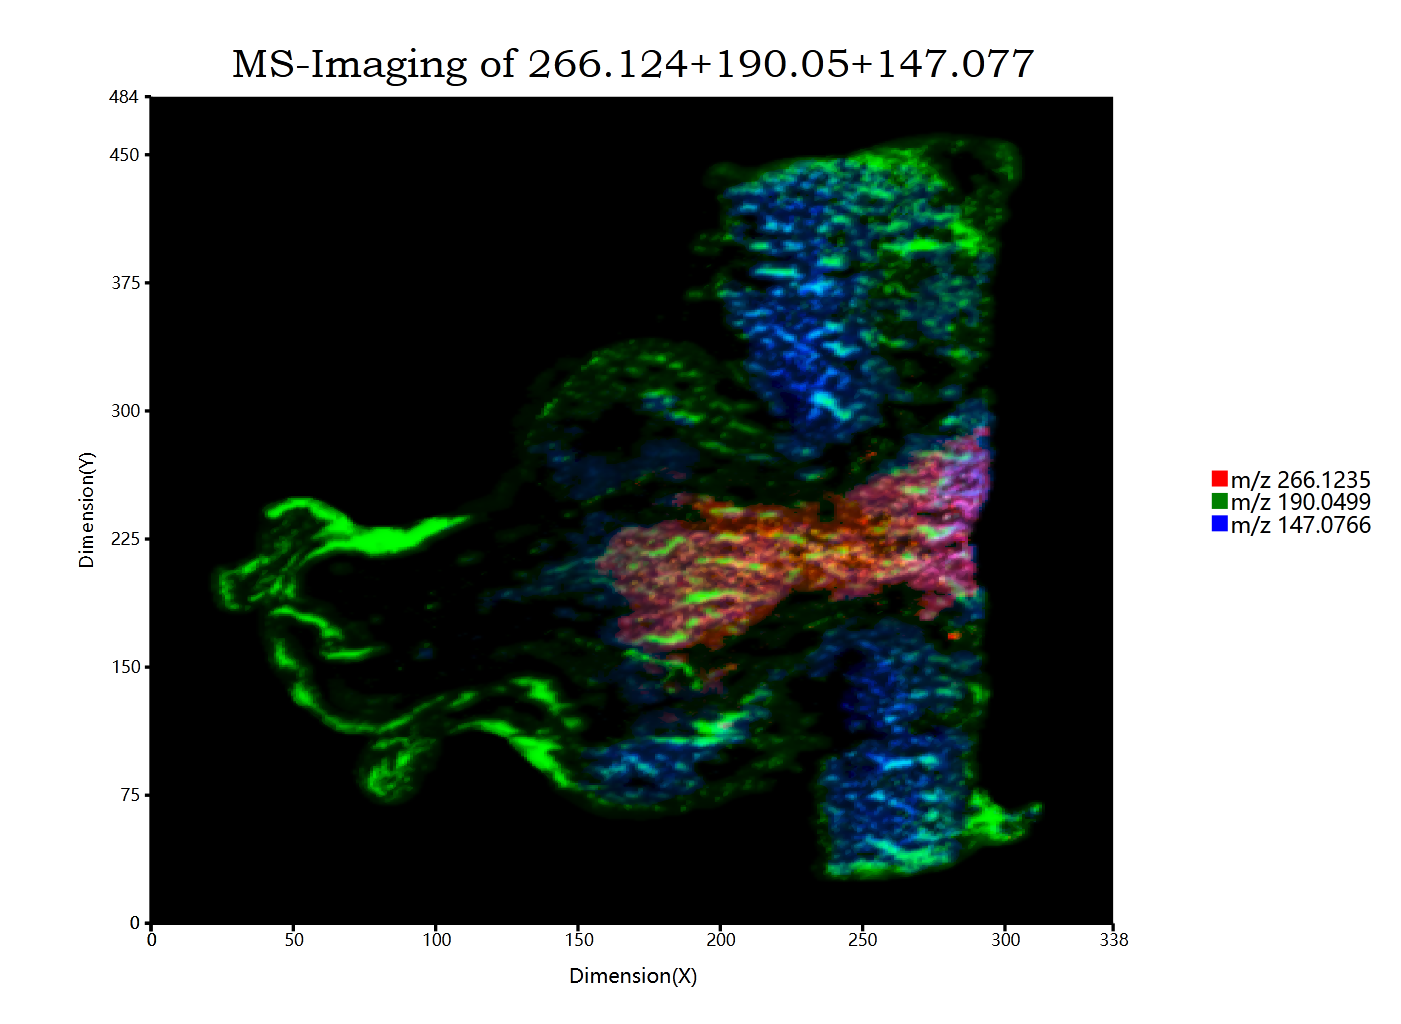 MS-Imaging of 266.124+190.05+147.077
484
450
375
300
225
150
75
0
Dimension(Y)
0 50 100 150 200 250 300 338
Dimension(X)
m/z 266.1235
m/z 190.0499
m/z 147.0766